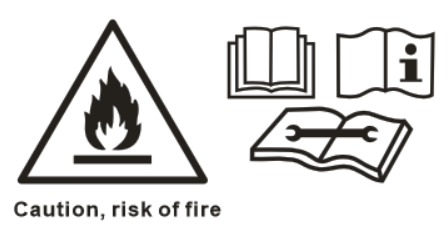 Caution, risk of fire